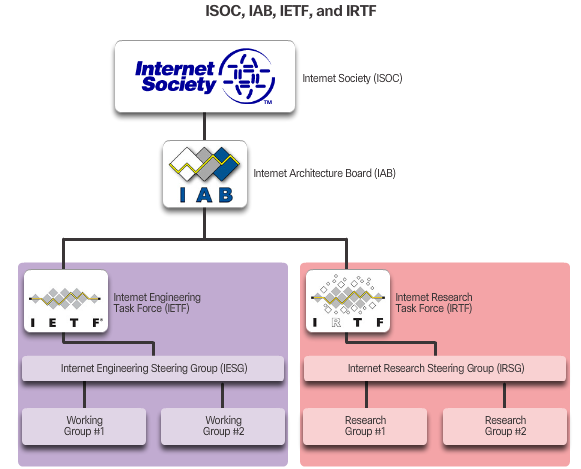 ISOC, IAB, IETF, and IRTF
Internet
Society
TM
Internet Society (ISOC)
IAB
Internet Architecture Board (IAB)
IETF®
Internet Engineering
Task Force (IETF)
IRTF
Internet Research
Task Force (IRTF)
Internet Engineering Steering Group (IESG)
Internet Research Steering Group (IRSG)
Working
Group #1
Working
Group #2
Research
Group #1
Research
Group #2